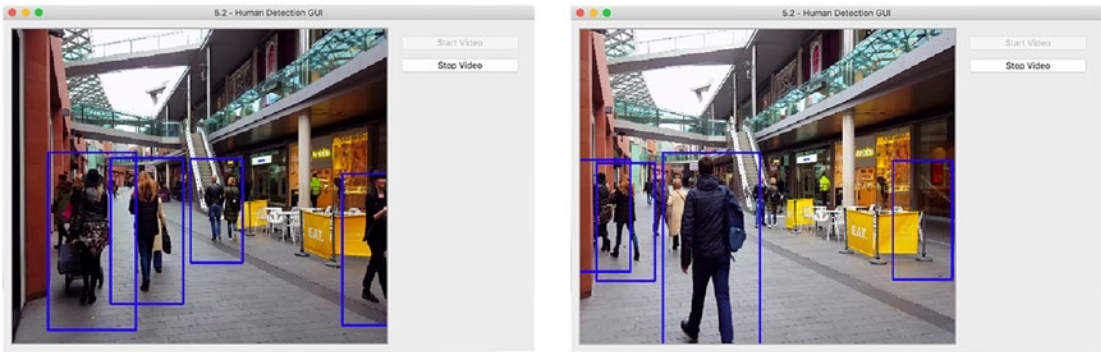 5.2 - Human Detection GUI
Start Video
Stop Video
EAT.
5.2 - Human Detection GUI
Start Video
Stop Video
EAT.